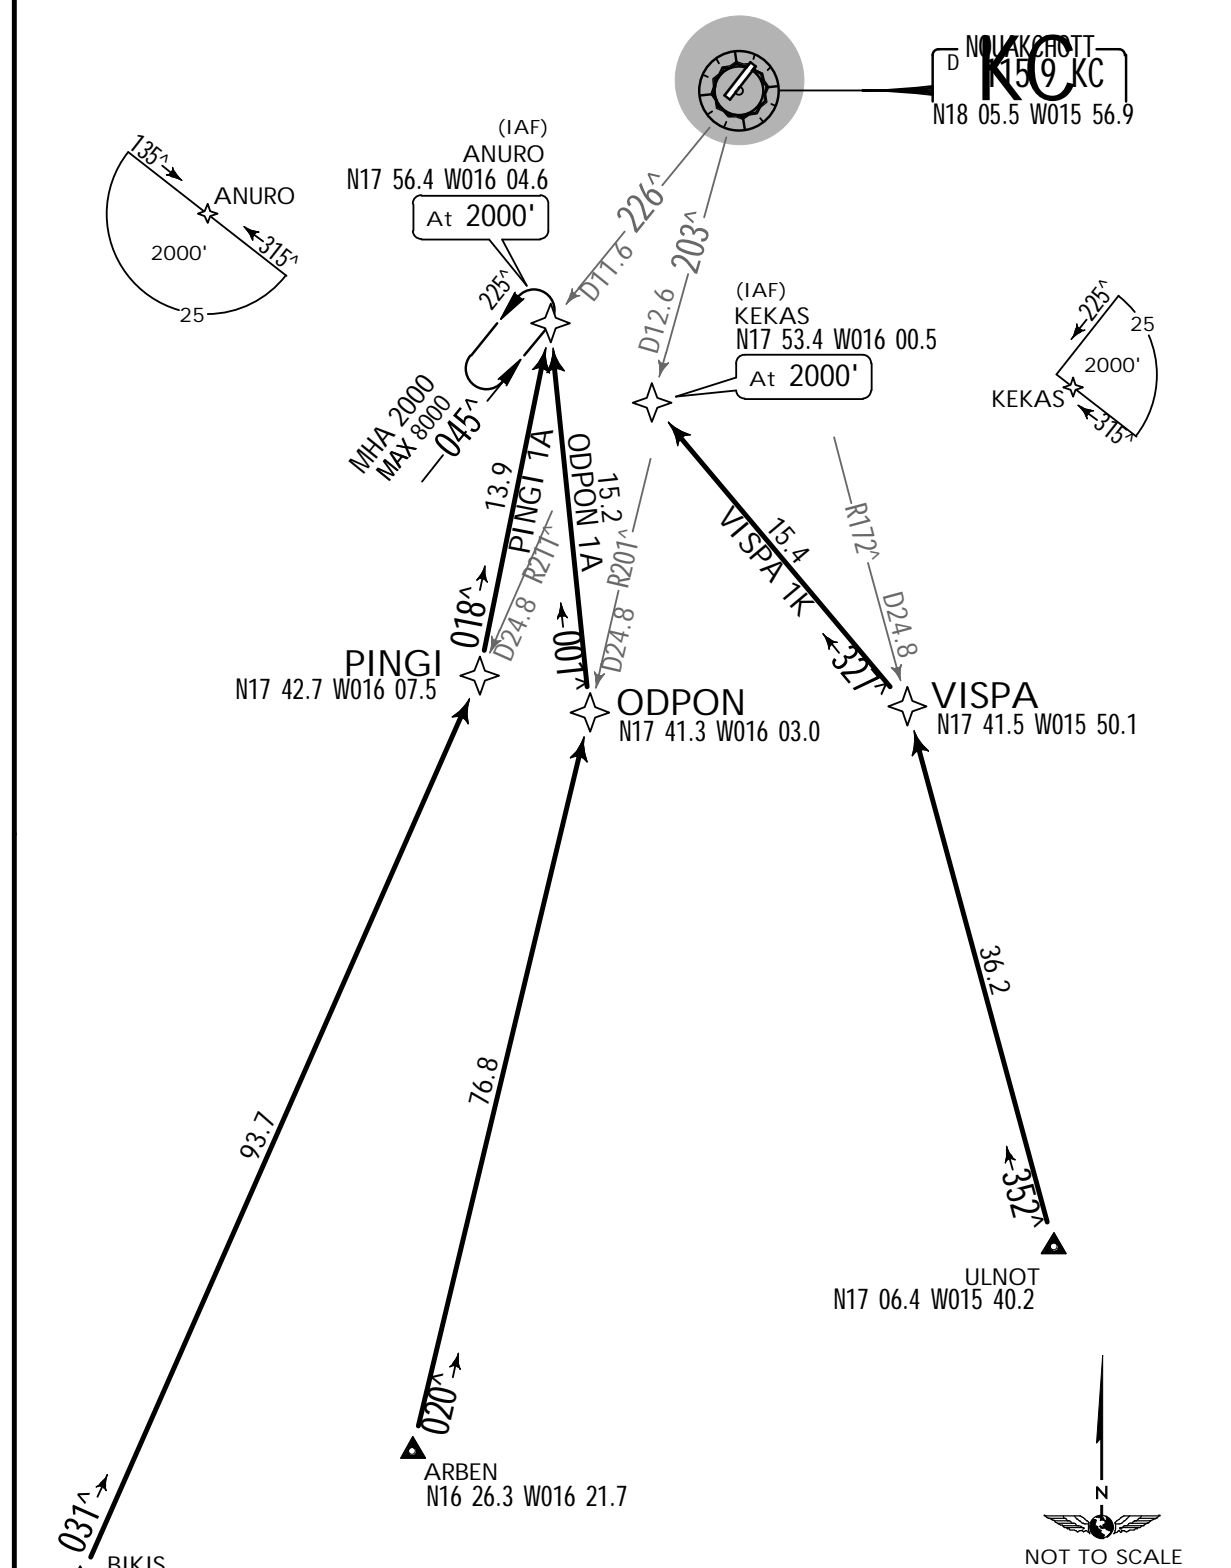 NOUAKCHOTT
D
115.9 KC
KC
N18 05.5 W015 56.9
(IAF)
ANURO
N17 56.4 W016 04.6
At 2000'
135^
ANURO
2000'
315^
25
226^
D11.6
203^
D12.6
225^
(IAF)
KEKAS
N17 53.4 W016 00.5
At 2000'
225^
25
2000'
KEKAS
315^
MHA 2000
MAX 8000
045^
13.9
PINGI 1A
15.2
ODPON 1A
15.4
VISPA 1K
R211^
D24.8
R201^
D24.8
R172^
D24.8
018^
001^
327^
PINGI
N17 42.7 W016 07.5
ODPON
N17 41.3 W016 03.0
VISPA
N17 41.5 W015 50.1
36.2
76.8
93.7
352^
ULNOT
N17 06.4 W015 40.2
020^
ARBEN
N16 26.3 W016 21.7
031^
BIKIS
N
NOT TO SCALE